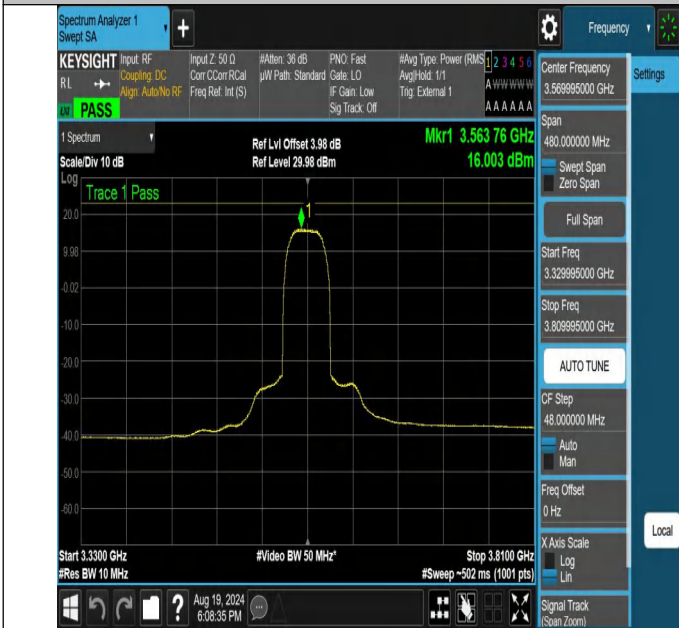 Spectrum Analyzer 1
Swept SA
+
Frequency
KEYSIGHT
R L
PASS
Input: RF
Coupling: DC
Align: Auto/No RF
Input Z: 50 Ω
Corr CCorr RCal
Freq Ref: Int (S)
#Atten: 36 dB
µW Path: Standard
PNO: Fast
Gate: LO
IF Gain: Low
Sig Track: Off
#Avg Type: Power (RMS
Avg|Hold: 1/1
Trig: External 1
1 2 3 4 5 6
A W W W W W
A A A A A A
1 Spectrum
Scale/Div 10 dB
Ref Lvl Offset 3.98 dB
Ref Level 29.98 dBm
Mkr1 3.563 76 GHz
16.003 dBm
Log
Trace 1 Pass
1
20.0
9.98
-0.02
-10.0
-20.0
-30.0
-40.0
-50.0
-60.0
Start 3.3300 GHz
#Res BW 10 MHz
#Video BW 50 MHz*
Stop 3.8100 GHz
#Sweep ~502 ms (1001 pts)
?
Aug 19, 2024
6:08:35 PM
Center Frequency
3.569995000 GHz
Settings
Span
480.000000 MHz
Swept Span
Zero Span
Full Span
Start Freq
3.329995000 GHz
Stop Freq
3.809995000 GHz
AUTO TUNE
CF Step
48.000000 MHz
Auto
Man
Freq Offset
0 Hz
Local
X Axis Scale
Log
Lin
Signal Track
(Span Zoom)